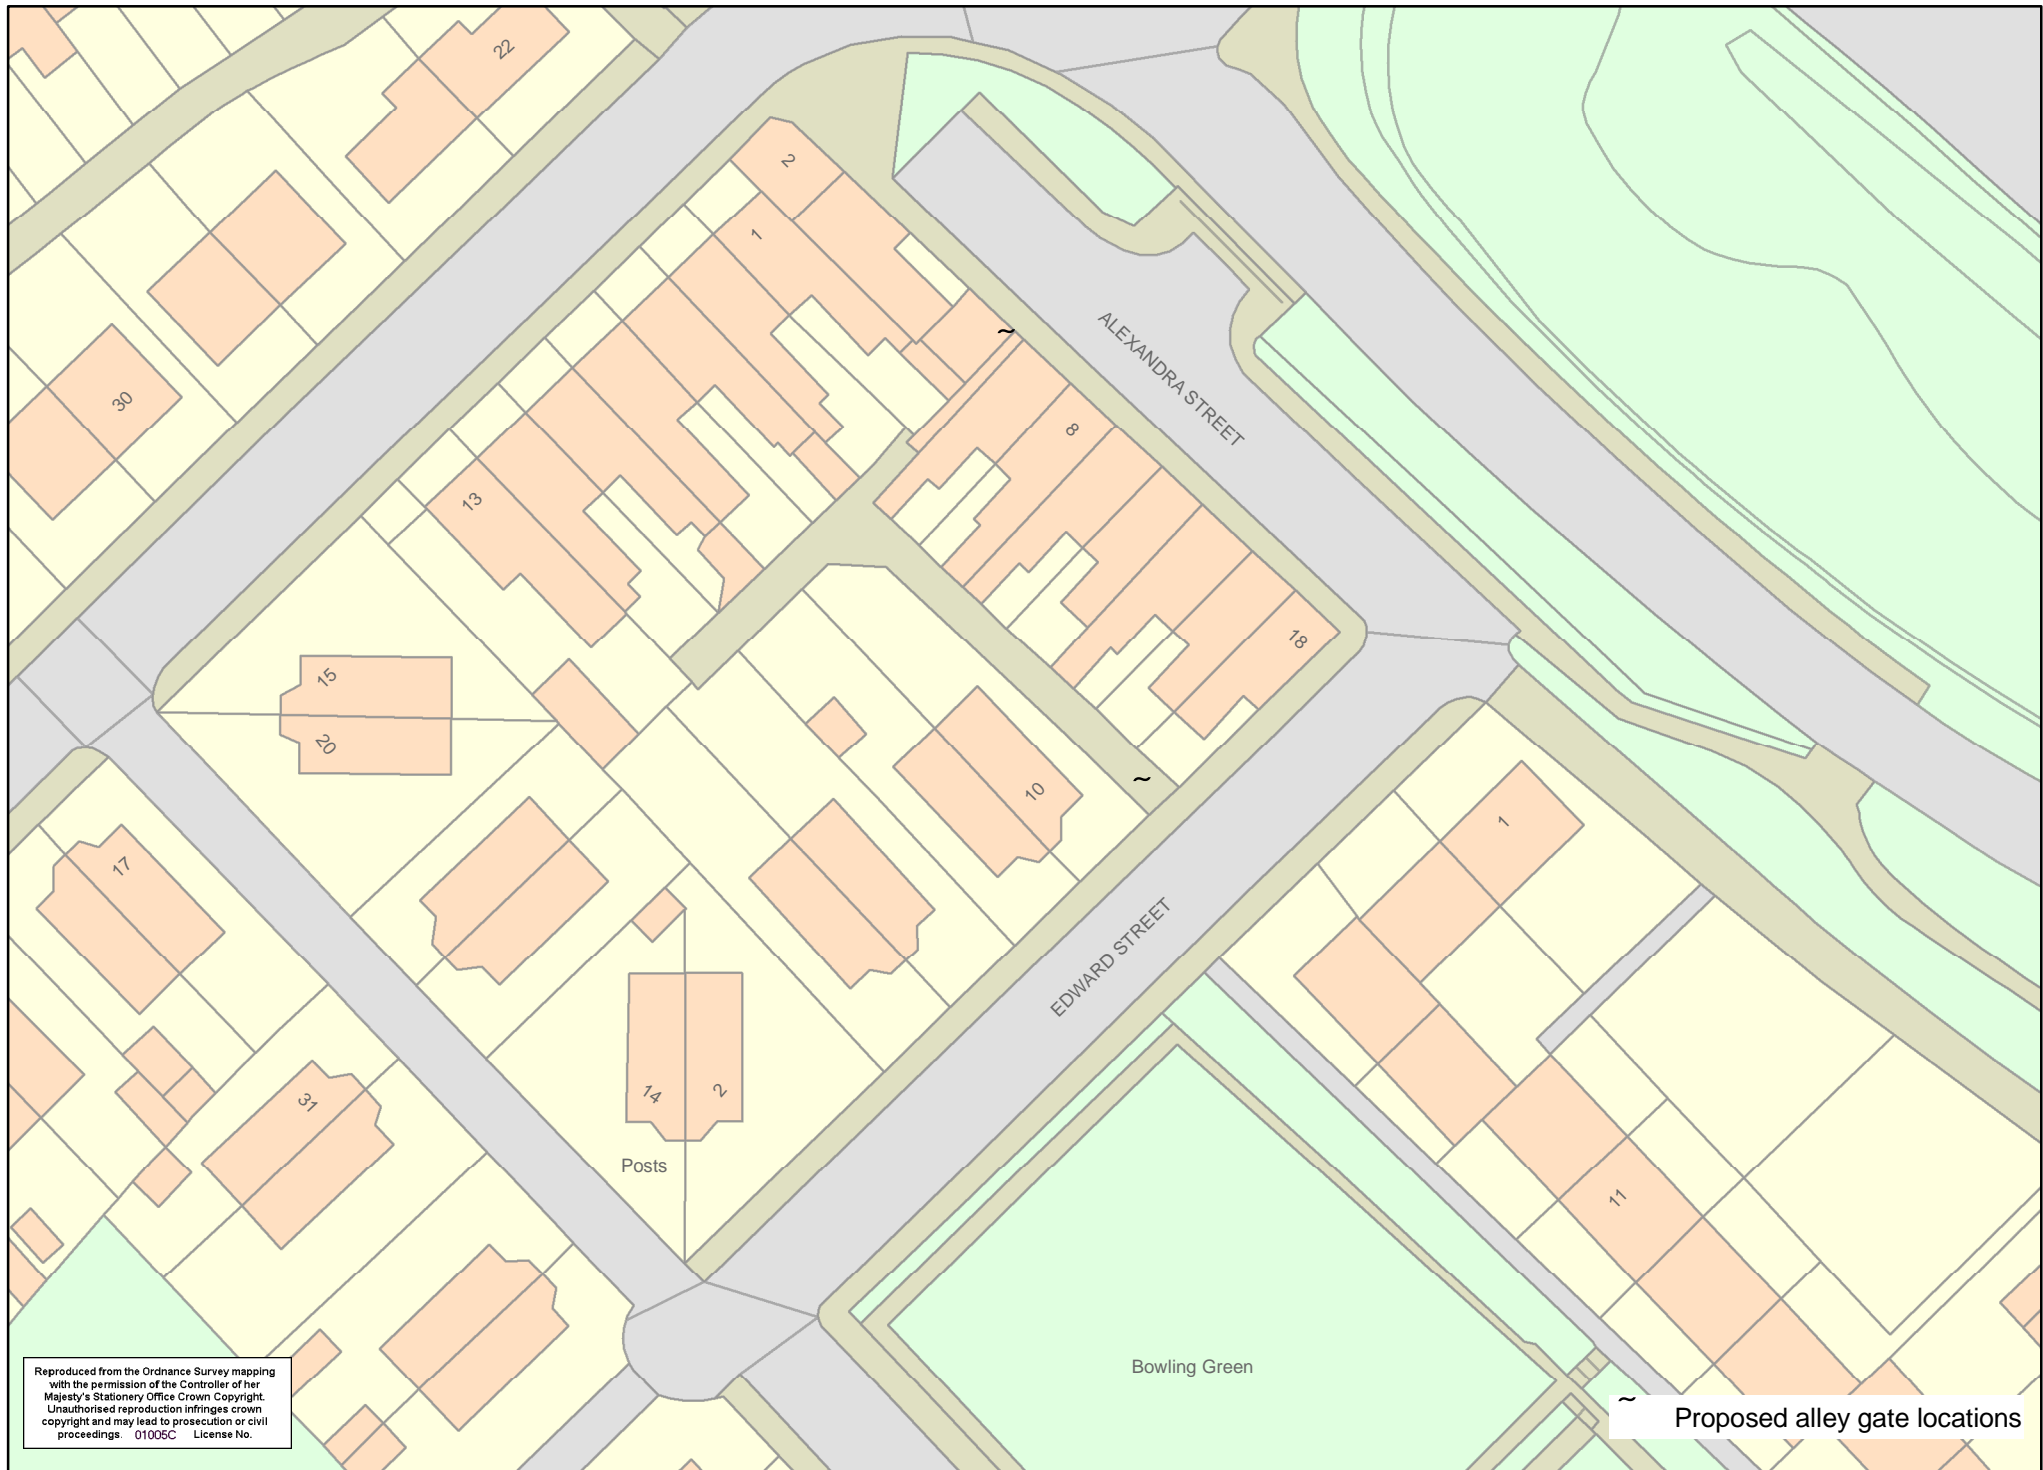 22
2
1
ALEXANDRA STREET
30
8
13
18
15
20
10
1
17
EDWARD STREET
31
14
2
Posts
11
Bowling Green
Reproduced from the Ordnance Survey mapping
with the permission of the Controller of her
Majesty's Stationery Office Crown Copyright.
Unauthorised reproduction infringes crown
copyright and may lead to prosecution or civil
proceedings. 01005C License No.
~ Proposed alley gate locations
~
~